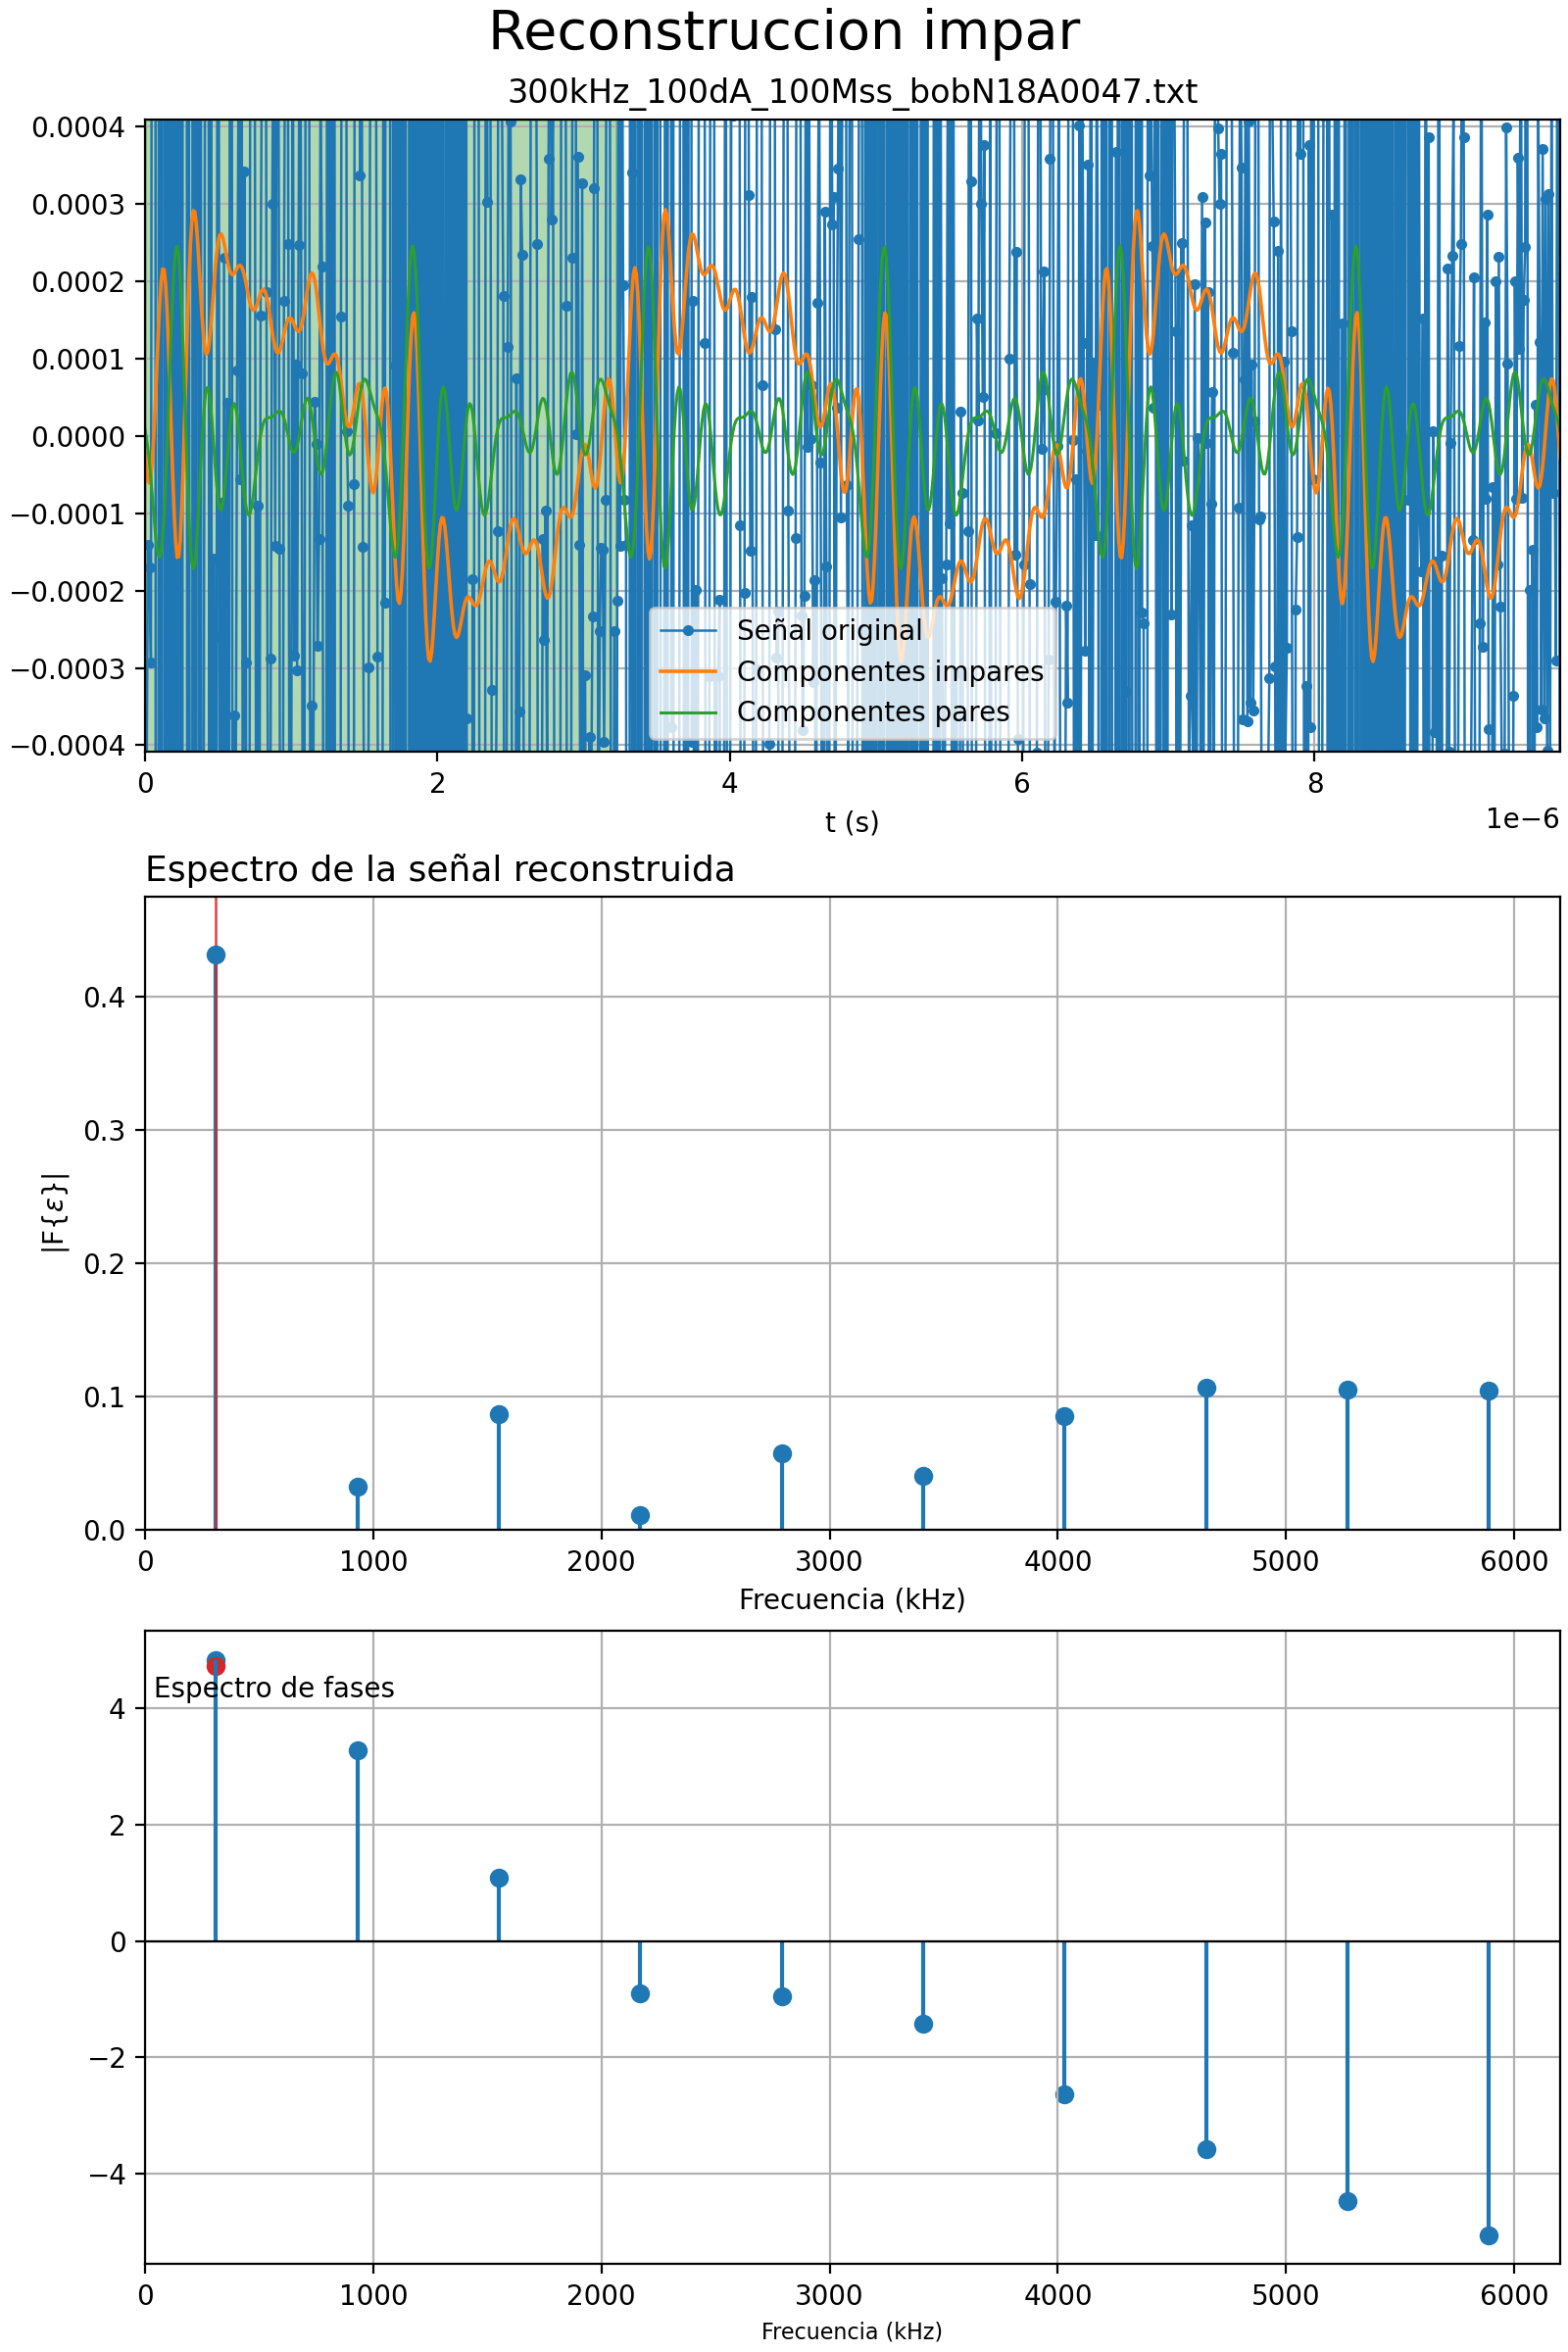 Reconstruccion impar
300kHz_100dA_100Mss_bobN18A0047.txt
0.0004
0.0003
0.0002
0.0001
0.0000
−0.0001
−0.0002
−0.0003
−0.0004
Señal original
Componentes impares
Componentes pares
0 2 4 6 8
t (s)
1e−6
Espectro de la señal reconstruida
0.4
0.3
0.2
0.1
0.0
|F{ε}|
0 1000 2000 3000 4000 5000 6000
Frecuencia (kHz)
Espectro de fases
4
2
0
−2
−4
0 1000 2000 3000 4000 5000 6000
Frecuencia (kHz)